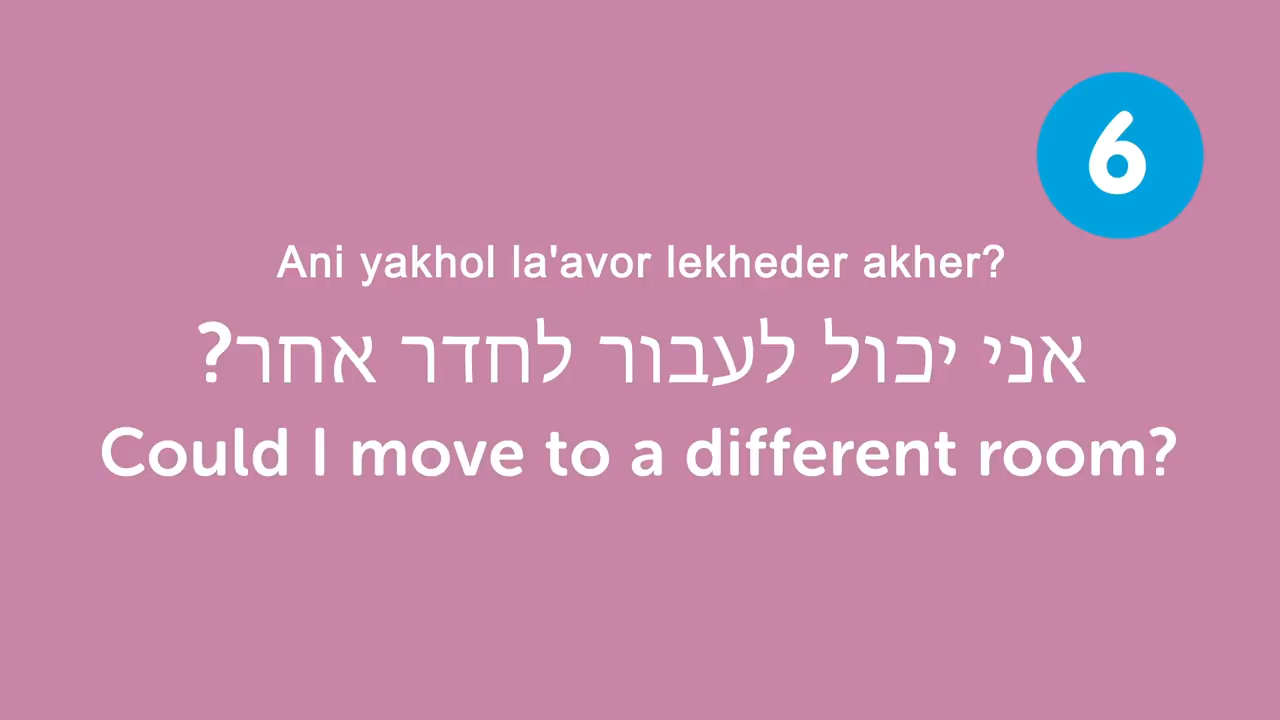 6
Ani yakhol la'avor lekheder akher?
אני יכול לעבור לחדר אחר?
Could I move to a different room?